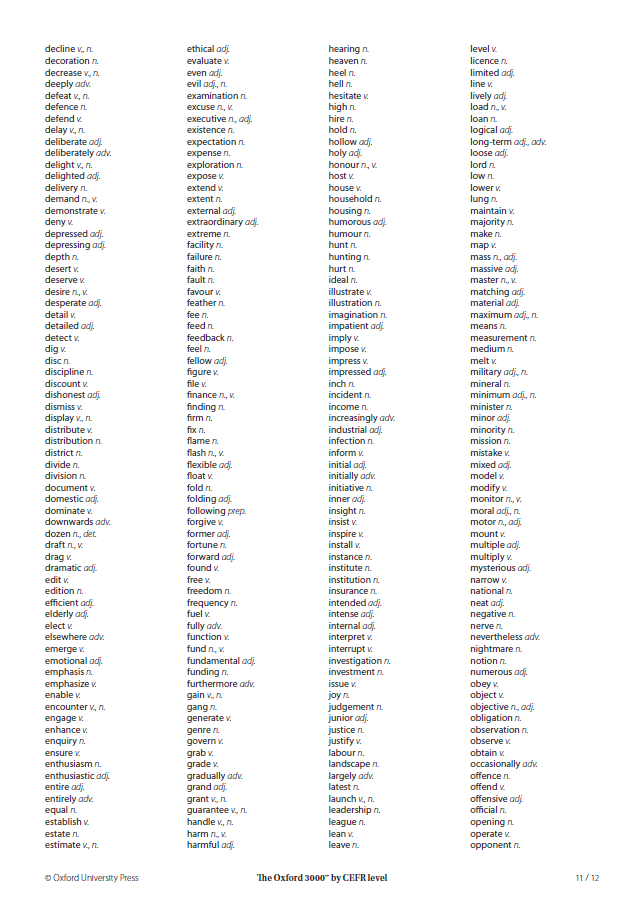 decline v., n.
decoration n.
decrease v., n.
deeply adv.
defeat v., n.
defence n.
defend v.
delay v., n.
deliberate adj.
deliberately adv.
delight v., n.
delighted adj.
delivery n.
demand n., v.
demonstrate v.
deny v.
depressed adj.
depressing adj.
depth n.
desert v.
deserve v.
desire n., v.
desperate adj.
detail v.
detailed adj.
detect v.
dig v.
disc n.
discipline n.
discount v.
dishonest adj.
dismiss v.
display v., n.
distribute v.
distribution n.
district n.
divide n.
division n.
document v.
domestic adj.
dominate v.
downwards adv.
dozen n., det.
draft n., v.
drag v.
dramatic adj.
edit v.
edition n.
efficient adj.
elderly adj.
elect v.
elsewhere adv.
emerge v.
emotional adj.
emphasis n.
emphasize v.
enable v.
encounter v., n.
engage v.
enhance v.
enquiry n.
ensure v.
enthusiasm n.
enthusiastic adj.
entire adj.
entirely adv.
equal n.
establish v.
estate n.
estimate v., n.
ethical adj.
evaluate v.
even adj.
evil adj., n.
examination n.
excuse n., v.
executive n., adj.
existence n.
expectation n.
expense n.
exploration n.
expose v.
extend v.
extent n.
external adj.
extraordinary adj.
extreme n.
facility n.
failure n.
faith n.
fault n.
favour v.
feather n.
fee n.
feed n.
feedback n.
feel n.
fellow adj.
figure v.
file v.
finance n., v.
finding n.
firm n.
fix n.
flame n.
flash n., v.
flexible adj.
float v.
fold n.
folding adj.
following prep.
forgive v.
former adj.
fortune n.
forward adj.
found v.
free v.
freedom n.
frequency n.
fuel v.
fully adv.
function v.
fund n., v.
fundamental adj.
funding n.
furthermore adv.
gain v., n.
gang n.
generate v.
genre n.
govern v.
grab v.
grade v.
gradually adv.
grand adj.
grant v., n.
guarantee v., n.
handle v., n.
harm n., v.
harmful adj.
hearing n.
heaven n.
heel n.
hell n.
hesitate v.
high n.
hire n.
hold n.
hollow adj.
holy adj.
honour n., v.
host v.
house v.
household n.
housing n.
humorous adj.
humour n.
hunt n.
hunting n.
hurt n.
ideal n.
illustrate v.
illustration n.
imagination n.
impatient adj.
imply v.
impose v.
impress v.
impressed adj.
inch n.
incident n.
income n.
increasingly adv.
industrial adj.
infection n.
inform v.
initial adj.
initially adv.
initiative n.
inner adj.
insight n.
insist v.
inspire v.
install v.
instance n.
institute n.
institution n.
insurance n.
intended adj.
intense adj.
internal adj.
interpret v.
interrupt v.
investigation n.
investment n.
issue v.
joy n.
judgement n.
junior adj.
justice n.
justify v.
labour n.
landscape n.
largely adv.
latest n.
launch v., n.
leadership n.
league n.
lean v.
leave n.
level v.
licence n.
limited adj.
line v.
lively adj.
load n., v.
loan n.
logical adj.
long-term adj., adv.
loose adj.
lord n.
low n.
lower v.
lung n.
maintain v.
majority n.
make n.
map v.
mass n., adj.
massive adj.
master n., v.
matching adj.
material adj.
maximum adj., n.
means n.
measurement n.
medium n.
melt v.
military adj., n.
mineral n.
minimum adj., n.
minister n.
minor adj.
minority n.
mission n.
mistake v.
mixed adj.
model v.
modify v.
monitor n., v.
moral adj., n.
motor n., adj.
mount v.
multiple adj.
multiply v.
mysterious adj.
narrow v.
national n.
neat adj.
negative n.
nerve n.
nevertheless adv.
nightmare n.
notion n.
numerous adj.
obey v.
object v.
objective n., adj.
obligation n.
observation n.
observe v.
obtain v.
occasionally adv.
offence n.
offend v.
offensive adj.
official n.
opening n.
operate v.
opponent n.
© Oxford University Press
The Oxford 3000™ by CEFR level
11 / 12